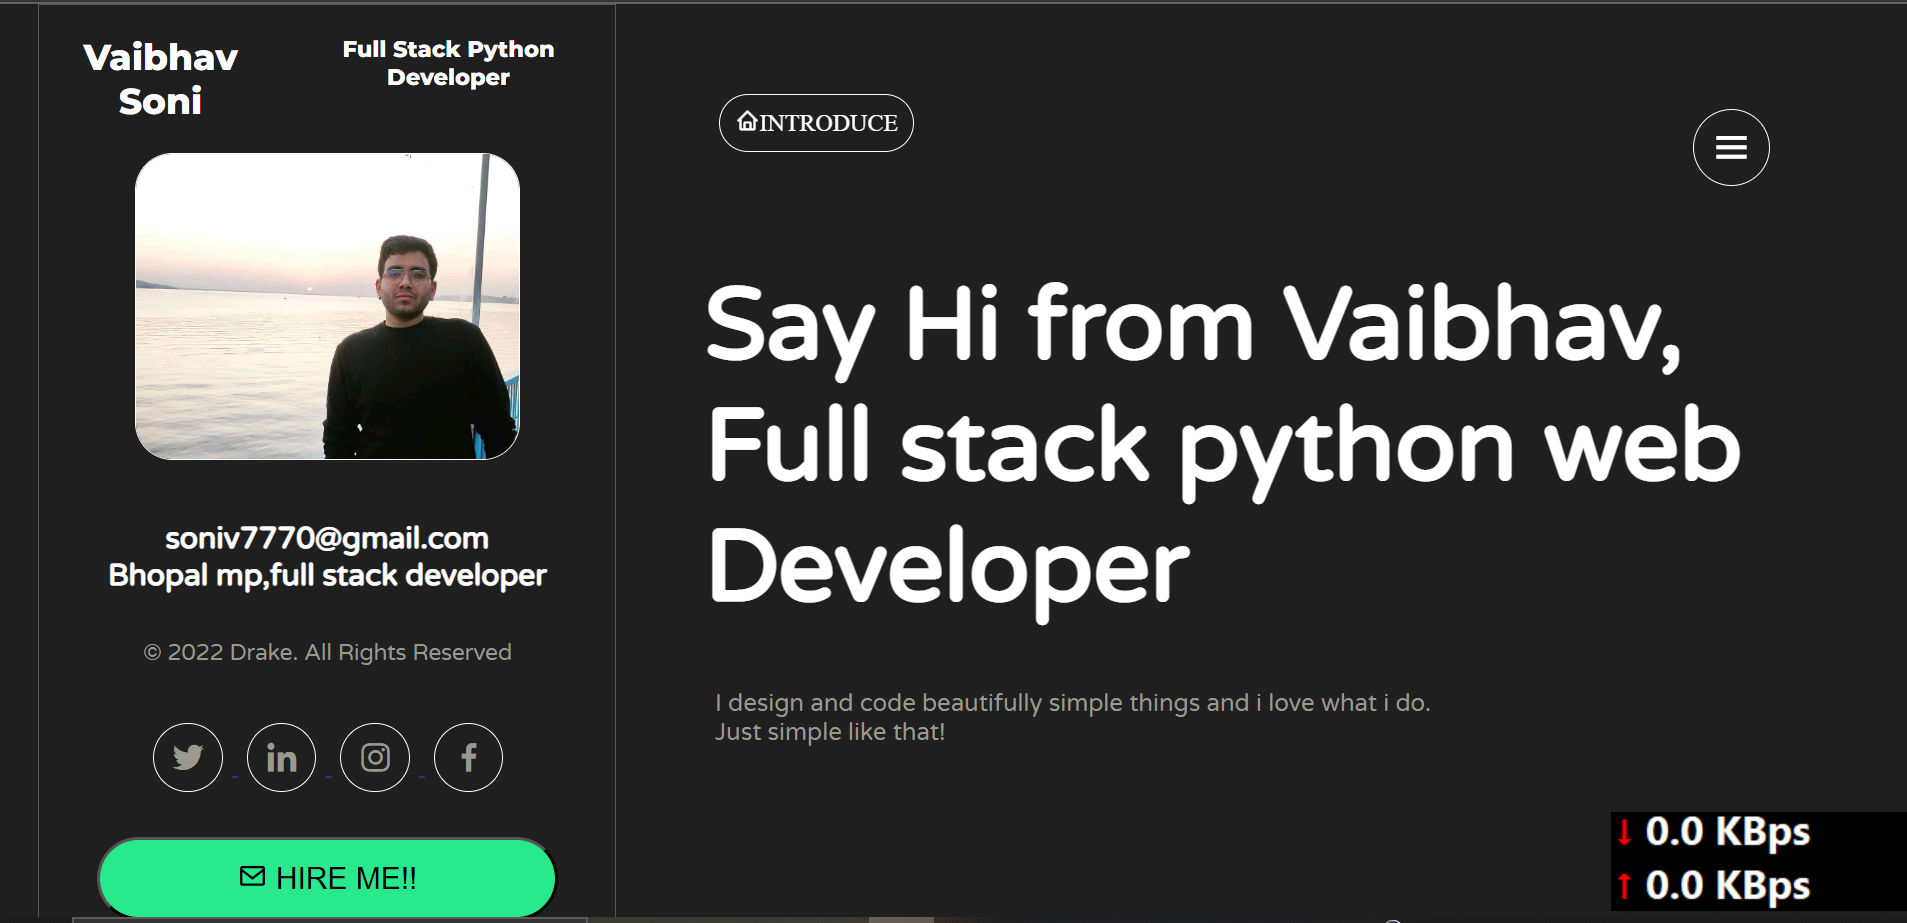 Vaibhav
Soni
Full Stack Python
Developer
soniv7770@gmail.com
Bhopal mp,full stack developer
© 2022 Drake. All Rights Reserved
HIRE ME!!
INTRODUCE
Say Hi from Vaibhav,
Full stack python web
Developer
I design and code beautifully simple things and i love what i do.
Just simple like that!
↓ 0.0 KBps
↑ 0.0 KBps